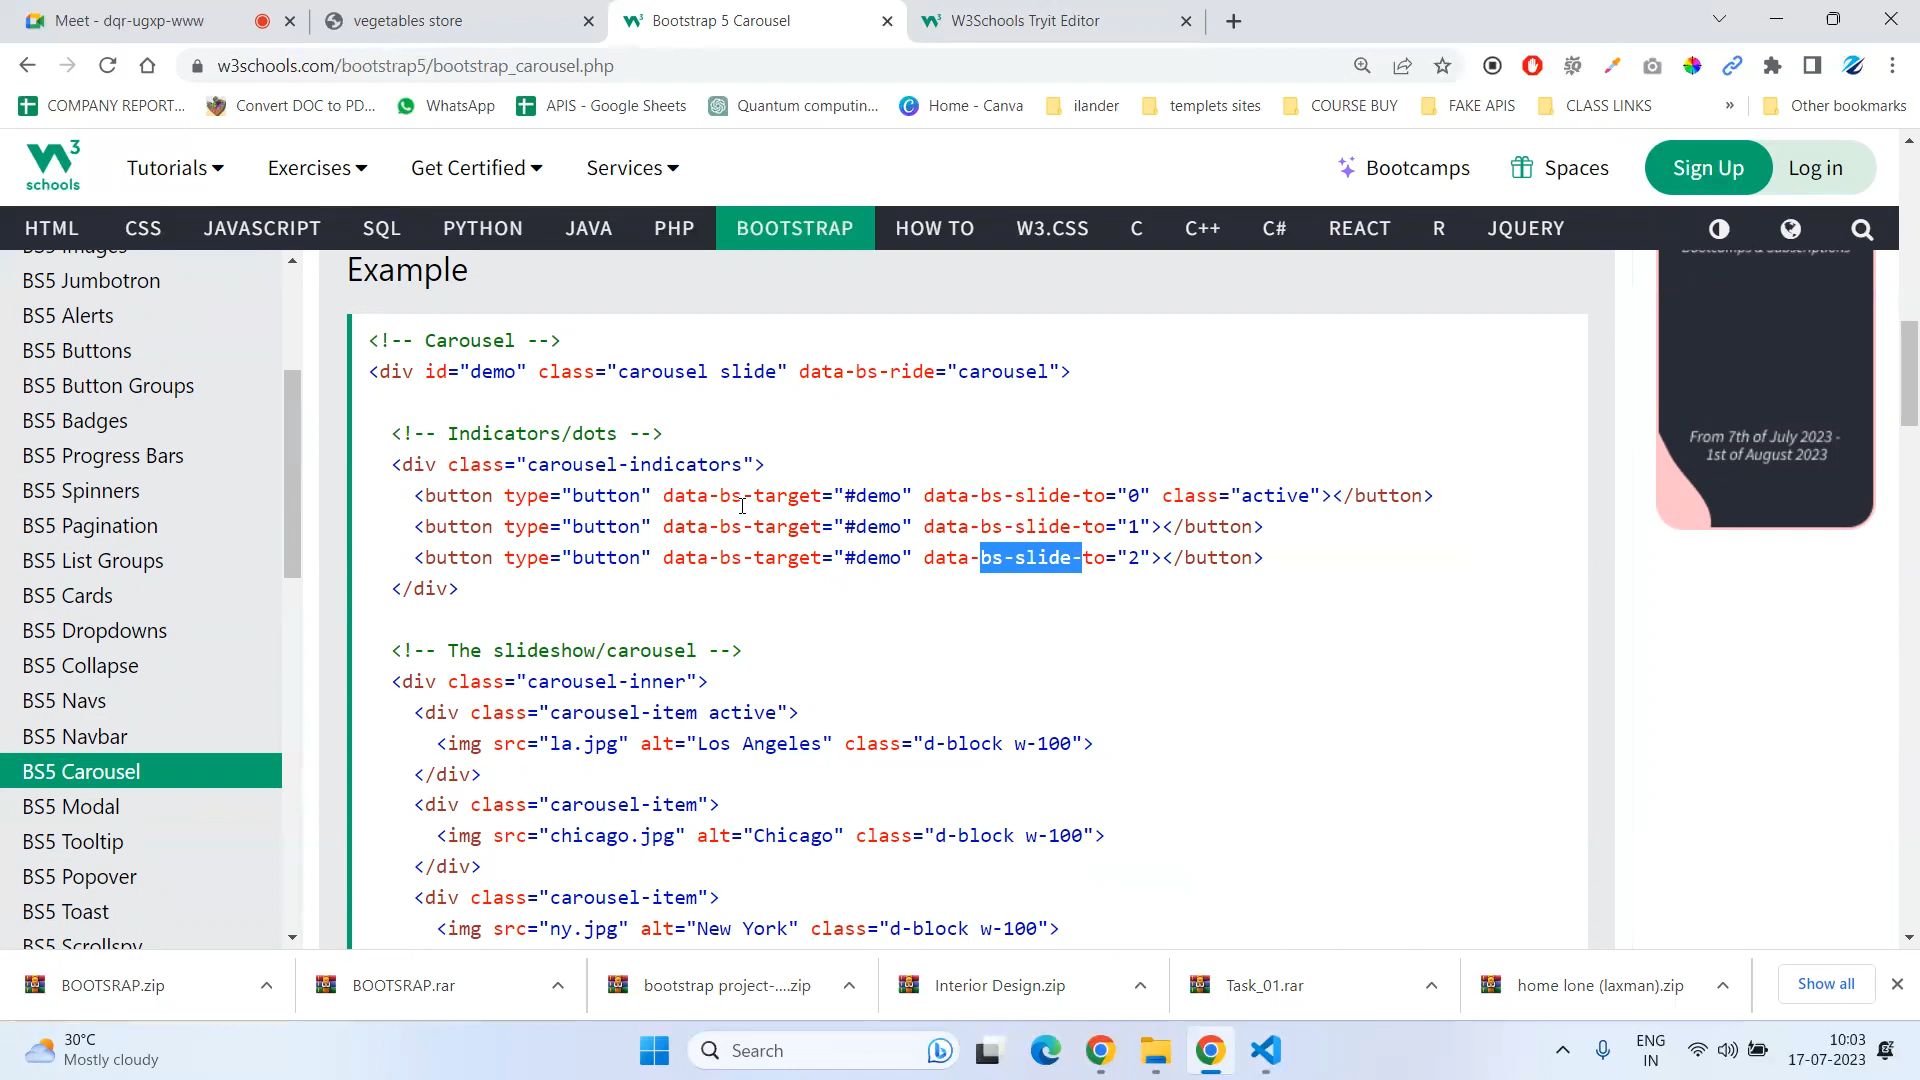 Meet - dqr-ugxp-www
vegetables store
Bootstrap 5 Carousel
W3Schools Tryit Editor
w3schools.com/bootstrap5/bootstrap_carousel.php
COMPANY REPORT...
Convert DOC to PD...
WhatsApp
APIS - Google Sheets
Quantum computin...
Home - Canva
ilander
templets sites
COURSE BUY
FAKE APIS
CLASS LINKS
»
Other bookmarks
W3 schools
Tutorials
Exercises
Get Certified
Services
Bootcamps
Spaces
Sign Up
Log in
HTML CSS JAVASCRIPT SQL PYTHON JAVA PHP BOOTSTRAP HOW TO W3.CSS C C++ C# REACT R JQUERY
BS5 Images
BS5 Jumbotron
BS5 Alerts
BS5 Buttons
BS5 Button Groups
BS5 Badges
BS5 Progress Bars
BS5 Spinners
BS5 Pagination
BS5 List Groups
BS5 Cards
BS5 Dropdowns
BS5 Collapse
BS5 Navs
BS5 Navbar
BS5 Carousel
BS5 Modal
BS5 Tooltip
BS5 Popover
BS5 Toast
BS5 Scrollspy
Example
<!-- Carousel -->
<div id="demo" class="carousel slide" data-bs-ride="carousel">
<!-- Indicators/dots -->
<div class="carousel-indicators">
<button type="button" data-bs-target="#demo" data-bs-slide-to="0" class="active"></button>
<button type="button" data-bs-target="#demo" data-bs-slide-to="1"></button>
<button type="button" data-bs-target="#demo" data-bs-slide-to="2"></button>
</div>
<!-- The slideshow/carousel -->
<div class="carousel-inner">
<div class="carousel-item active">
<img src="la.jpg" alt="Los Angeles" class="d-block w-100">
</div>
<div class="carousel-item">
<img src="chicago.jpg" alt="Chicago" class="d-block w-100">
</div>
<div class="carousel-item">
<img src="ny.jpg" alt="New York" class="d-block w-100">
Bootcamps & Subscriptions
From 7th of July 2023 -
1st of August 2023
BOOTSRAP.zip
BOOTSRAP.rar
bootstrap project-....zip
Interior Design.zip
Task_01.rar
home lone (laxman).zip
Show all
30°C
Mostly cloudy
Search
ENG
IN
10:03
17-07-2023